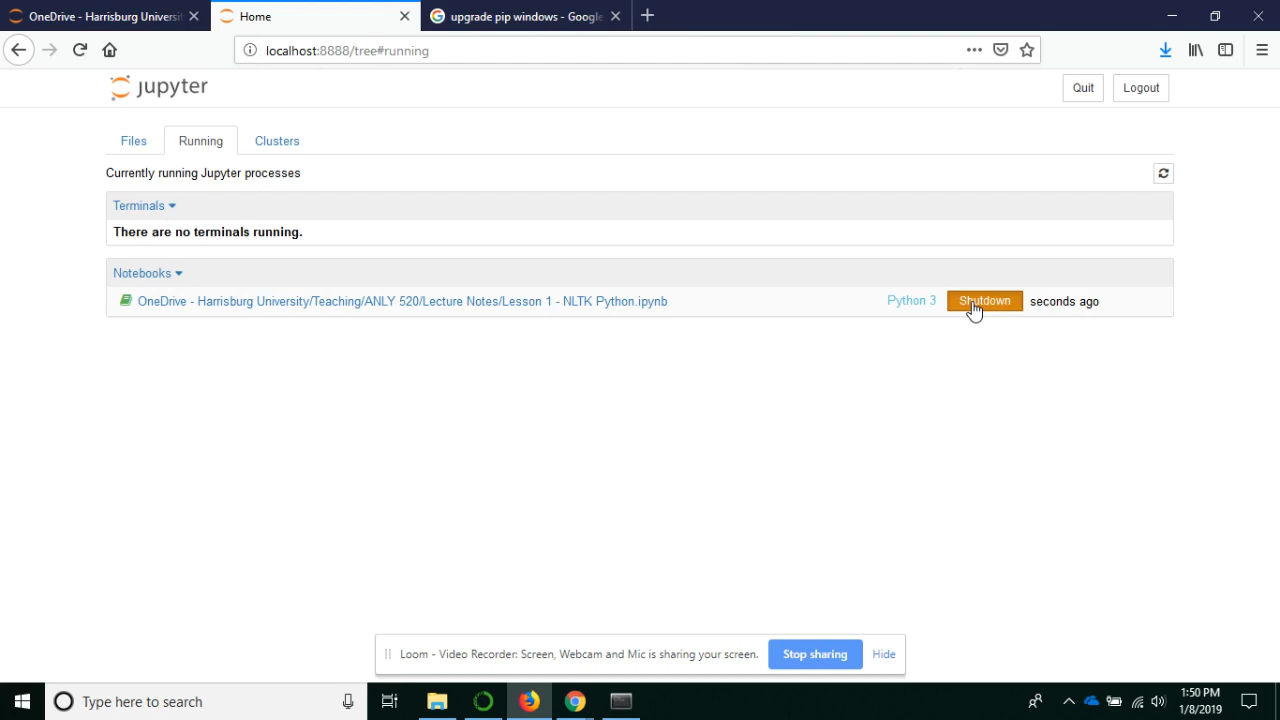 OneDrive - Harrisburg Universit
Home
upgrade pip windows - Google
localhost:8888/tree#running
jupyter
Quit
Logout
Files
Running
Clusters
Currently running Jupyter processes
Terminals
There are no terminals running.
Notebooks
OneDrive - Harrisburg University/Teaching/ANLY 520/Lecture Notes/Lesson 1 - NLTK Python.ipynb
Python 3
Shutdown
seconds ago
Loom - Video Recorder: Screen, Webcam and Mic is sharing your screen.
Stop sharing
Hide
Type here to search
1:50 PM
1/8/2019